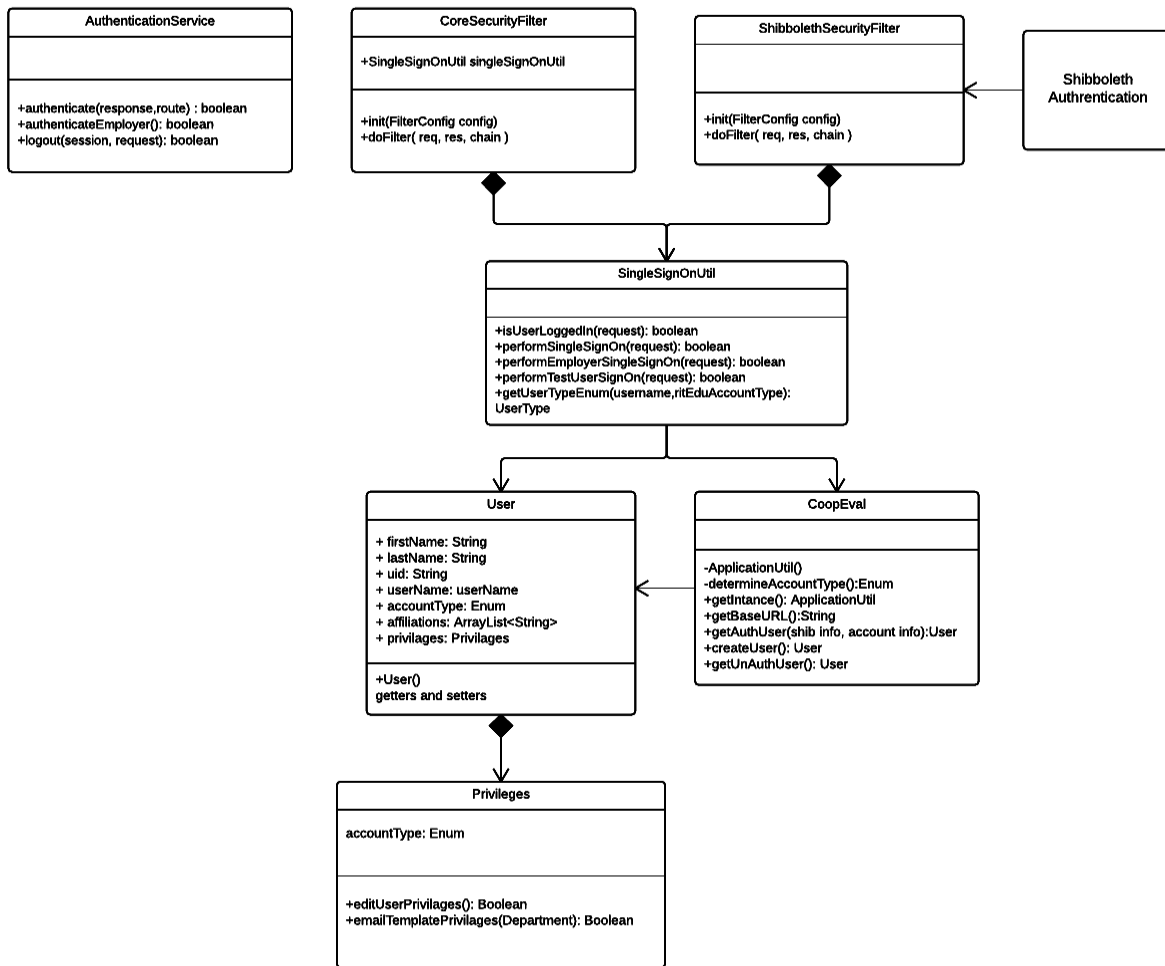 AuthenticationService
+authenticate(response,route) : boolean
+authenticateEmployer(): boolean
+logout(session, request): boolean
CoreSecurityFilter
+SingleSignOnUtil singleSignOnUtil
+init(FilterConfig config)
+doFilter( req, res, chain )
ShibbolethSecurityFilter
+init(FilterConfig config)
+doFilter( req, res, chain )
Shibboleth
Authrentication
SingleSignOnUtil
+isUserLoggedIn(request): boolean
+performSingleSignOn(request): boolean
+performEmployerSingleSignOn(request): boolean
+performTestUserSignOn(request): boolean
+getUserTypeEnum(username,ritEduAccountType):
UserType
User
+ firstName: String
+ lastName: String
+ uid: String
+ userName: userName
+ accountType: Enum
+ affiliations: ArrayList<String>
+ privilages: Privilages
+User()
getters and setters
CoopEval
-ApplicationUtil()
-determineAccountType():Enum
+getIntance(): ApplicationUtil
+getBaseURL():String
+getAuthUser(shib info, account info):User
+createUser(): User
+getUnAuthUser(): User
Privileges
accountType: Enum
+editUserPrivilages(): Boolean
+emailTemplatePrivilages(Department): Boolean